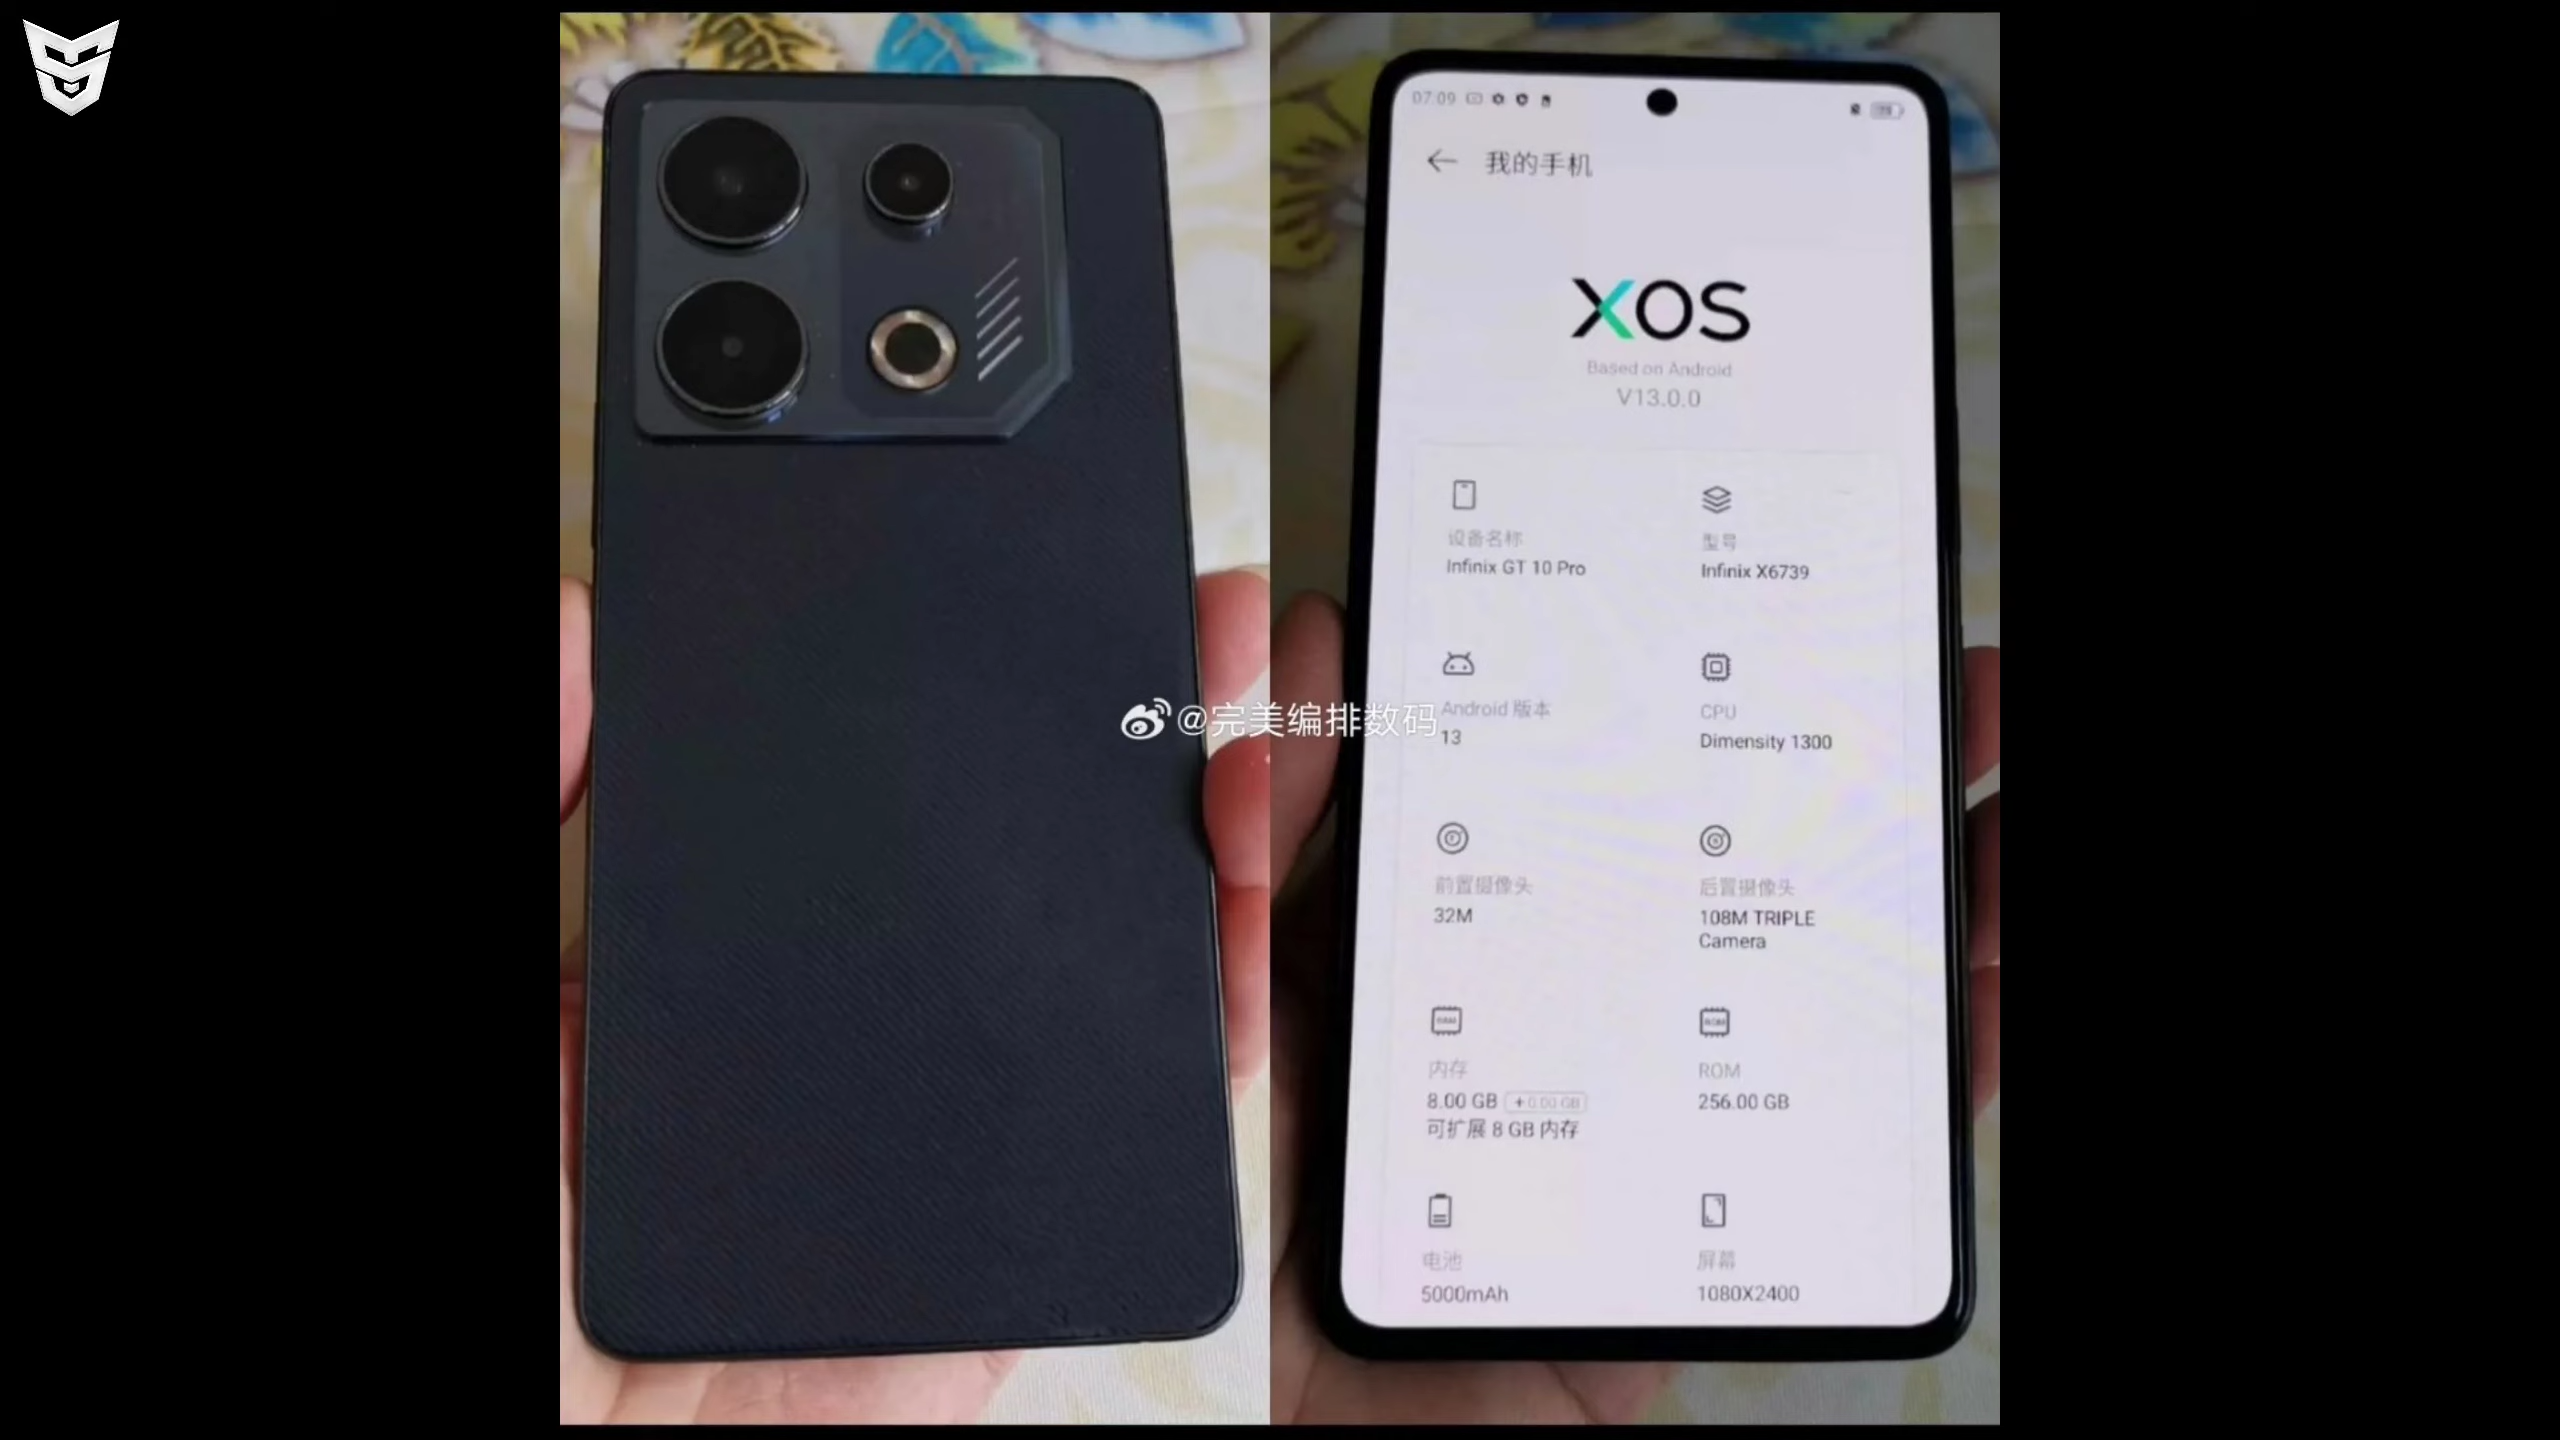 07:09
我的手机
XOS
Based on Android
V13.0.0
设备名称
Infinix GT 10 Pro
型号
Infinix X6739
@完美编排数码
Android 版本
13
CPU
Dimensity 1300
前置摄像头
32M
后置摄像头
108M TRIPLE
Camera
内存
8.00 GB +0.00 GB
可扩展 8 GB 内存
ROM
256.00 GB
电池
5000mAh
屏幕
1080X2400